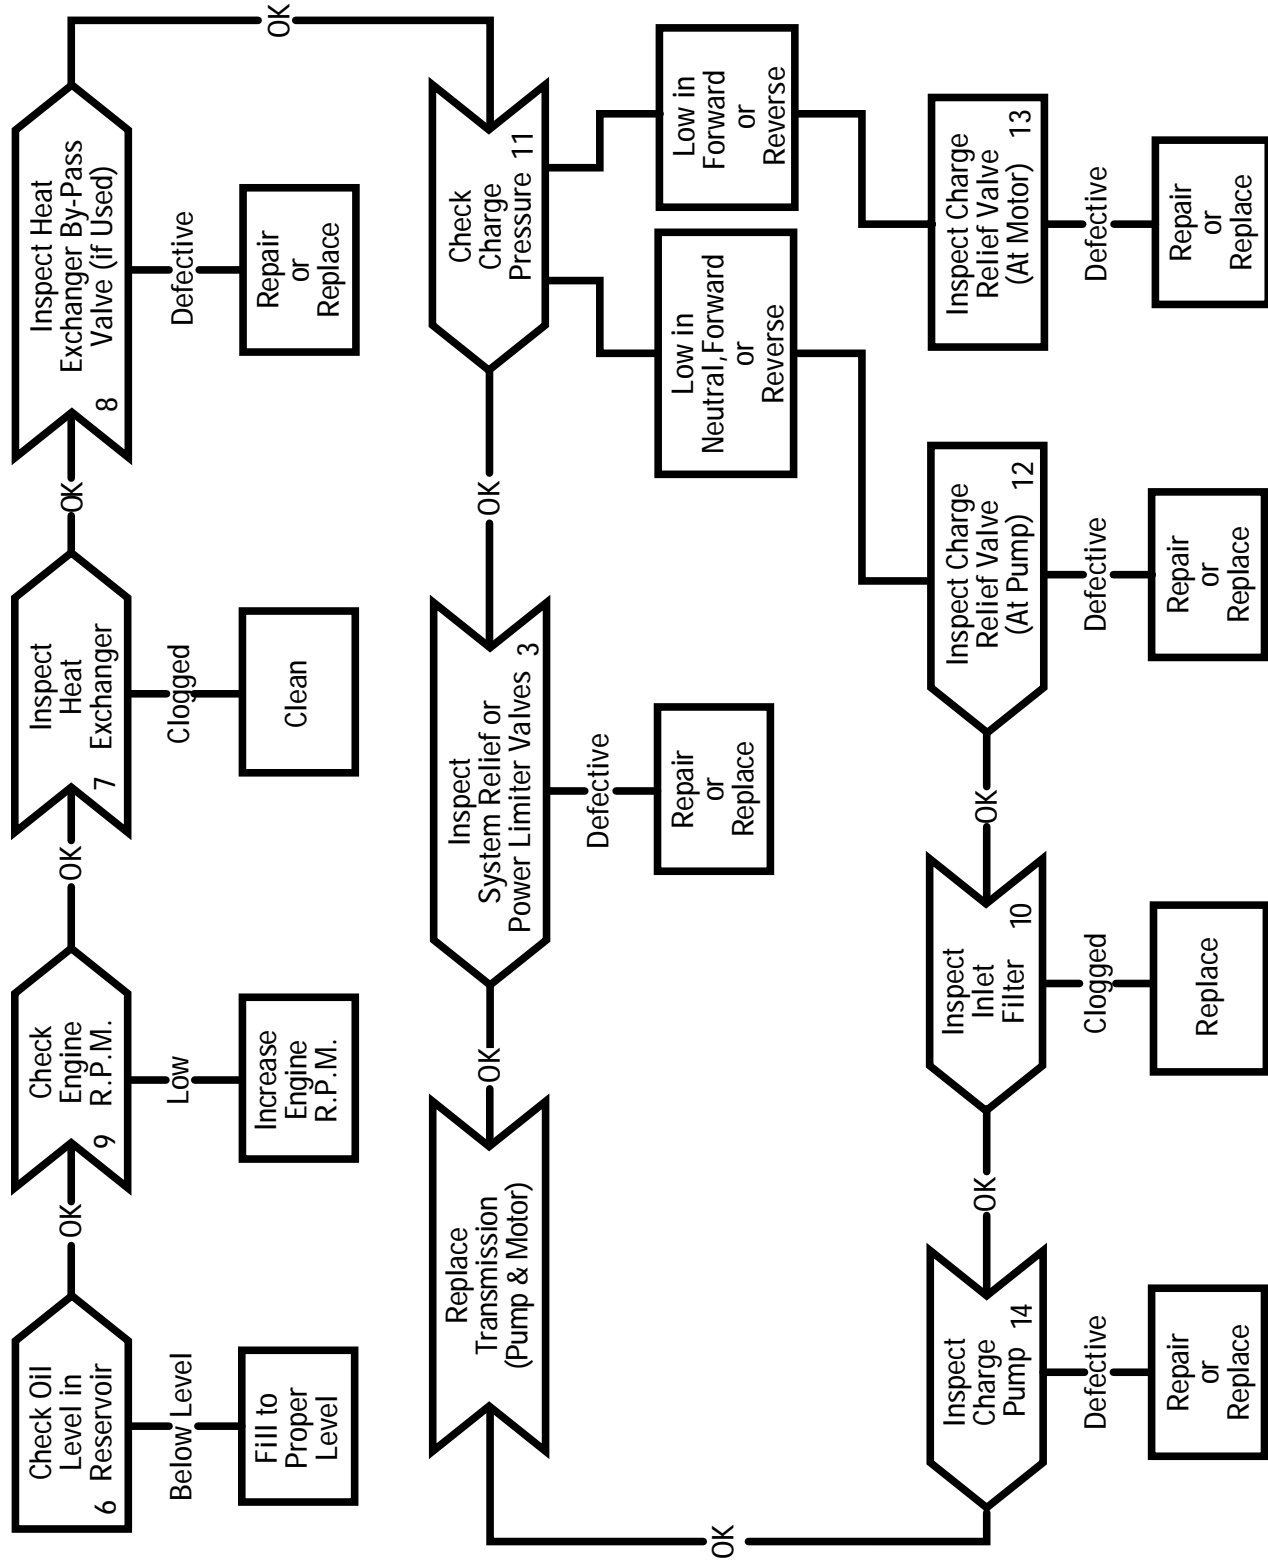 Check Oil
Level in
6 Reservoir
Below Level
Fill to
Proper
Level
OK
Check
Engine
9 R.P.M.
Low
Increase
Engine
R.P.M.
OK
Inspect
Heat
7 Exchanger
Clogged
Clean
OK
Inspect Heat
Exchanger By-Pass
8 Valve (if Used)
Defective
Repair
or
Replace
OK
Check
Charge
Pressure 11
Low in
Neutral,Forward
or
Reverse
Low in
Forward
or
Reverse
OK
Inspect
System Relief or
Power Limiter Valves 3
Defective
Repair
or
Replace
OK
Replace
Transmission
(Pump & Motor)
Inspect Charge
Relief Valve
(At Motor) 13
Defective
Repair
or
Replace
Inspect Charge
Relief Valve
(At Pump) 12
Defective
Repair
or
Replace
OK
Inspect
Inlet
Filter 10
Clogged
Replace
OK
Inspect
Charge
Pump 14
Defective
Repair
or
Replace
OK